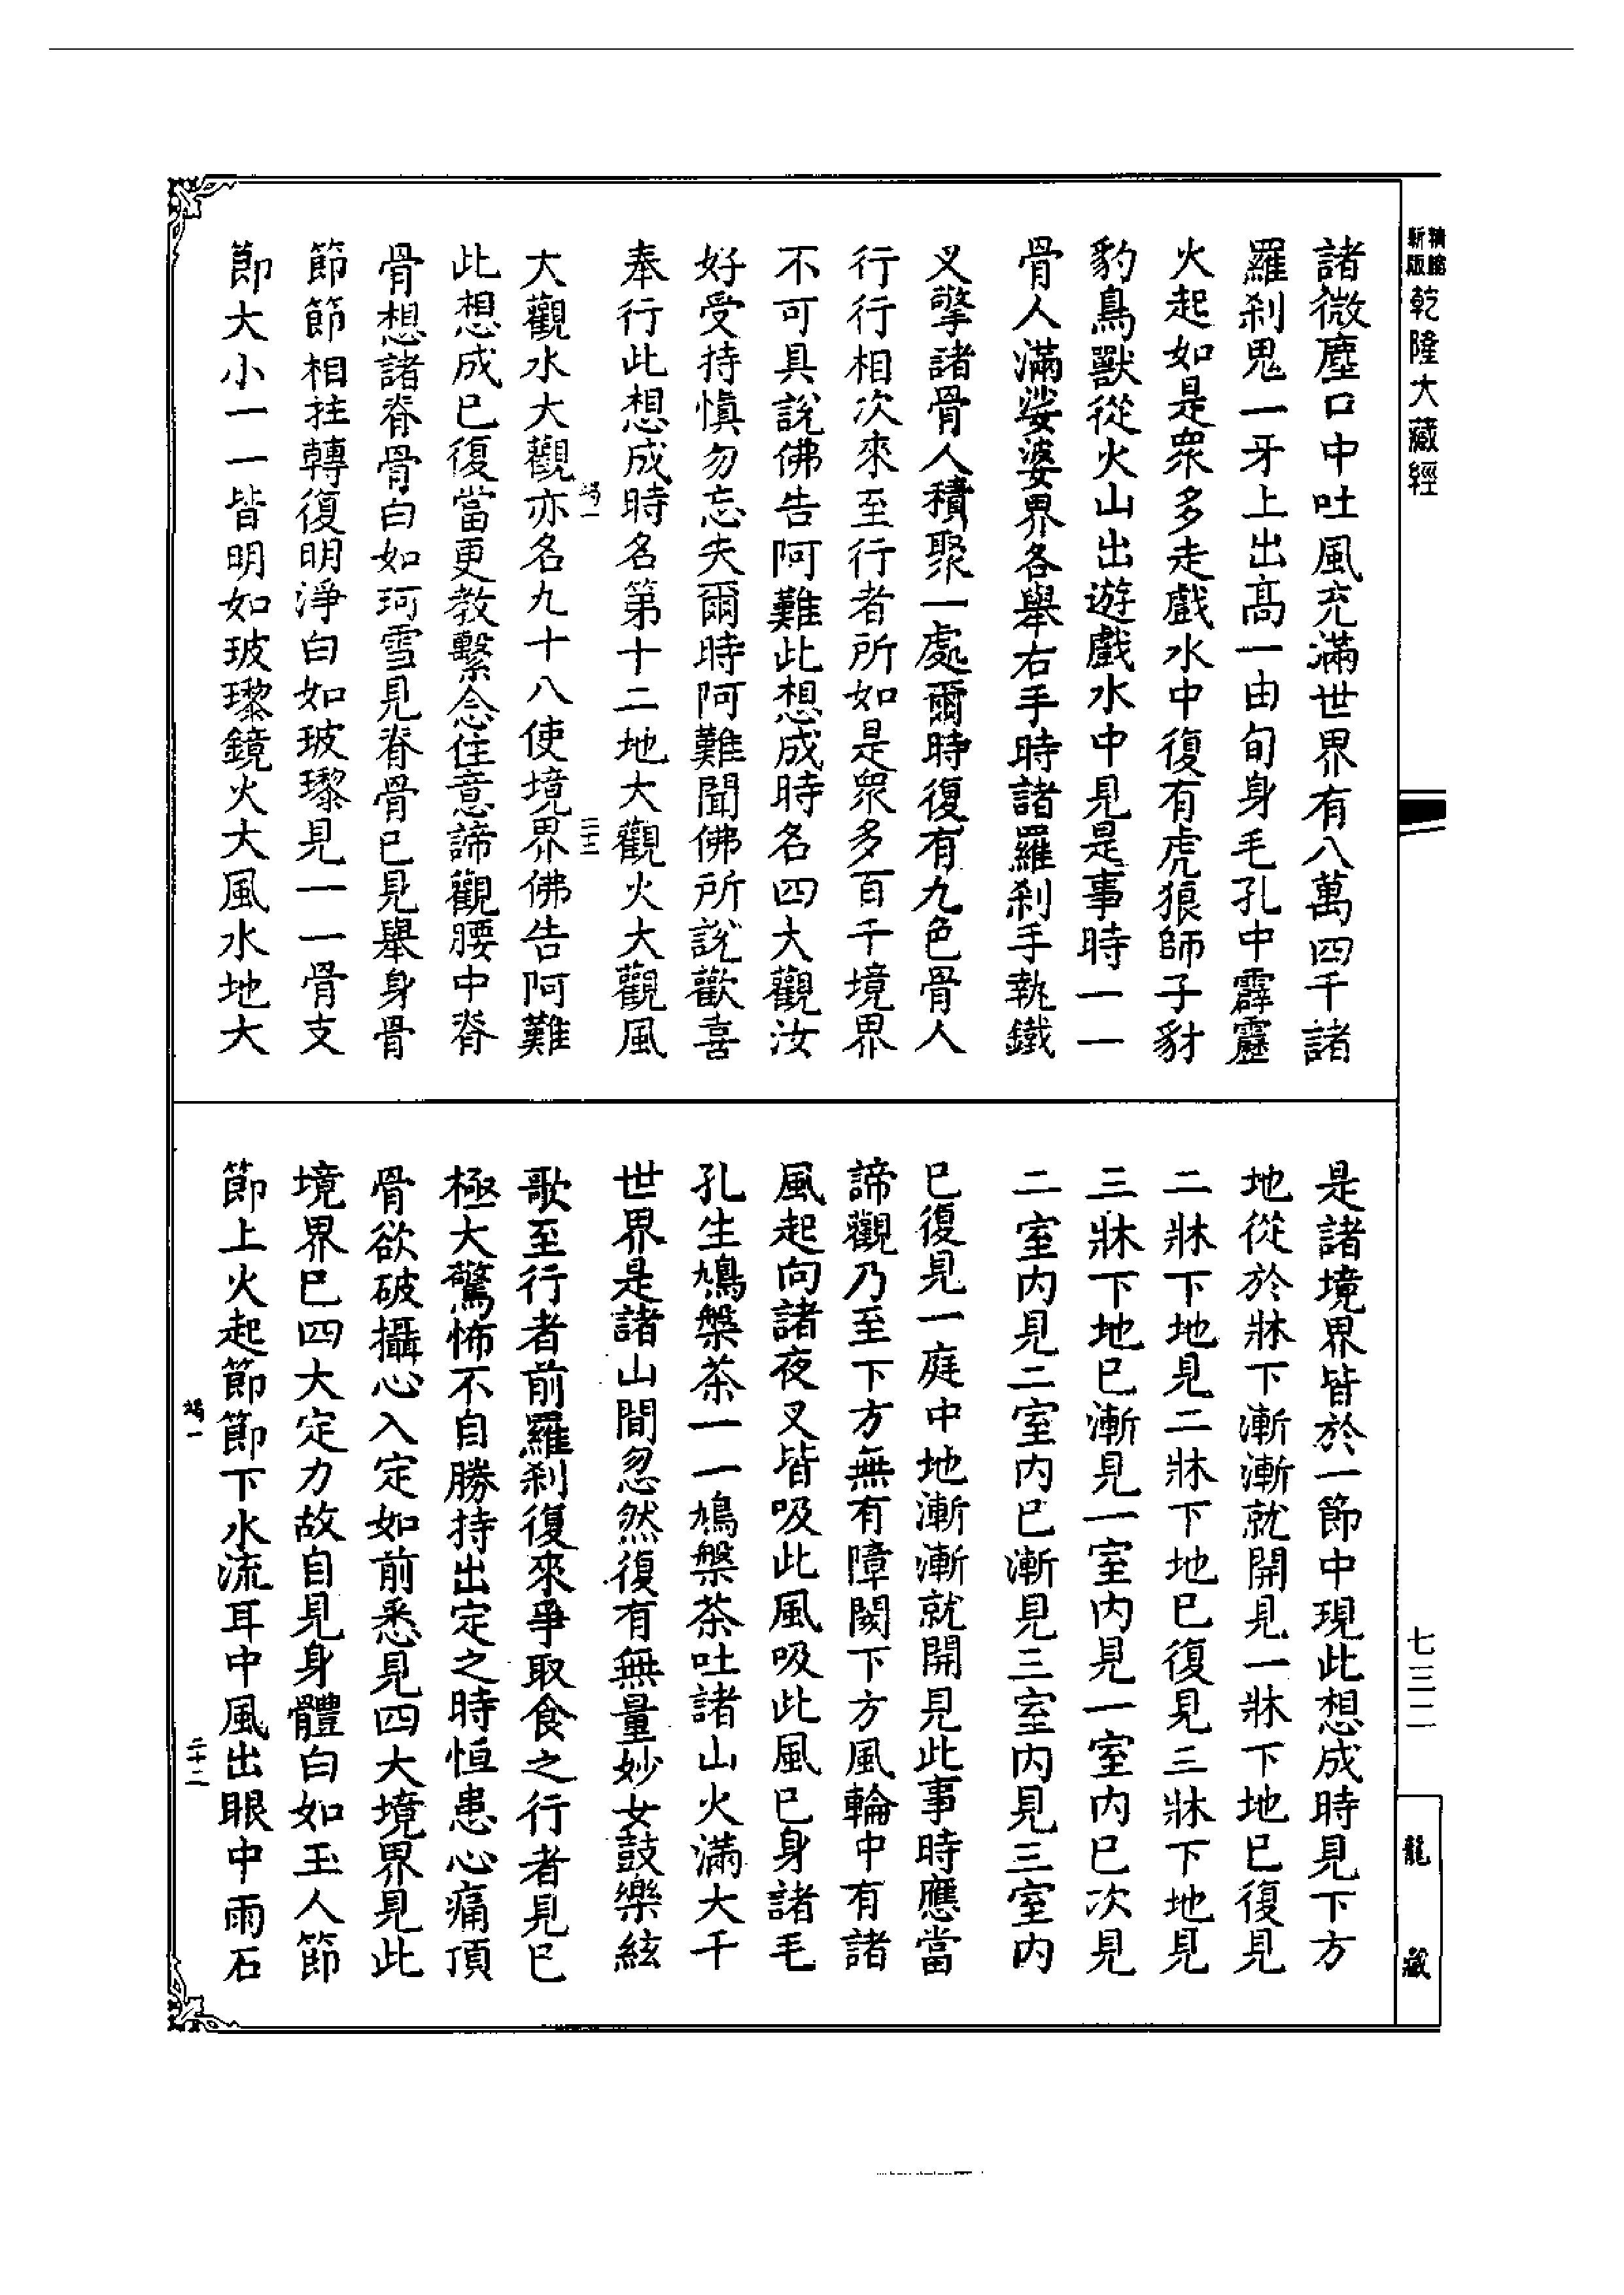 精縮
新版
乾隆大藏經
諸微塵口中吐風充滿世界有八萬四千諸
羅刹鬼一牙上出高一由旬身毛孔中霹靂
火起如是衆多走戲水中復有虎狼師子豺
豹鳥獸從火山出遊戲水中見是事時一一
骨人滿娑婆界各舉右手時諸羅刹手執鐵
叉擎諸骨人積聚一處爾時復有九色骨人
行行相次來至行者所如是衆多百千境界
不可具說佛告阿難此想成時名四大觀汝
好受持慎勿忘失爾時阿難聞佛所說歡喜
奉行此想成時名第十二地大觀火大觀風
大觀水大觀亦名九十八使境界佛告阿難
此想成已復當更教繫念住意諦觀腰中脊
骨想諸脊骨白如珂雪見脊骨已見舉身骨
節節相拄轉復明淨白如玻瓈見一一骨支
節大小一一皆明如玻瓈鏡火大風水地大
是諸境界皆於一節中現此想成時見下方
地從於牀下漸漸就開見一牀下地已復見
二牀下地見二牀下地已復見三牀下地見
三牀下地已漸見一室內見一室內已次見
二室內見二室內已漸見三室內見三室內
已復見一庭中地漸漸就開見此事時應當
諦觀乃至下方無有障閡下方風輪中有諸
風起向諸夜叉皆吸此風吸此風已身諸毛
孔生鳩槃茶一一鳩槃茶吐諸山火滿大千
世界是諸山間忽然復有無量妙女鼓樂絃
歌至行者前羅刹復來爭取食之行者見已
極大驚怖不自勝持出定之時恒患心痛頂
骨欲破攝心入定如前悉見四大境界見此
境界已四大定力故自見身體白如玉人節
節上火起節節下水流耳中風出眼中雨石
七三二
龍藏